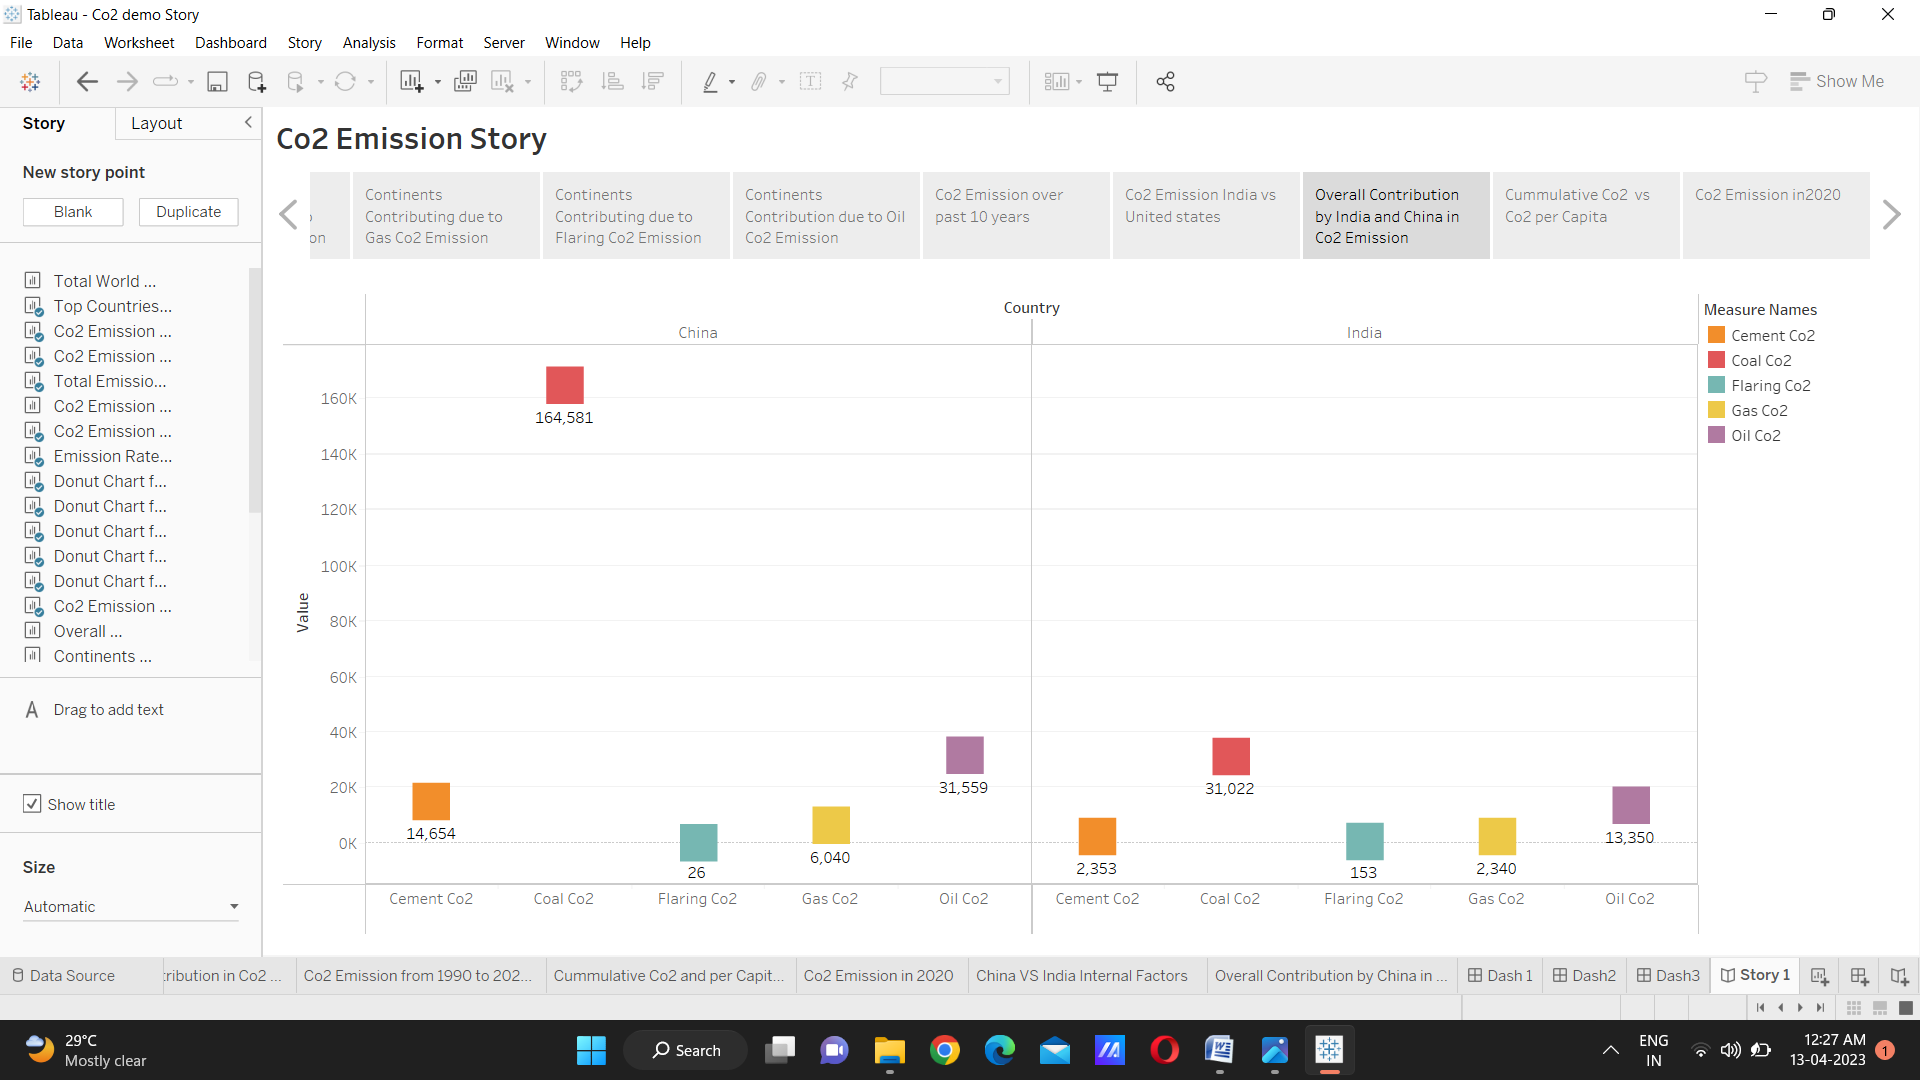 Tableau - Co2 demo Story
File Data Worksheet Dashboard Story Analysis Format Server Window Help
Show Me
Story Layout
New story point
Blank Duplicate
Total World ...
Top Countries...
Co2 Emission ...
Co2 Emission ...
Total Emissio...
Co2 Emission ...
Co2 Emission ...
Emission Rate...
Donut Chart f...
Donut Chart f...
Donut Chart f...
Donut Chart f...
Donut Chart f...
Co2 Emission ...
Overall ...
Continents ...
A Drag to add text
Show title
Size
Automatic
Co2 Emission Story
on
Continents
Contributing due to
Gas Co2 Emission
Continents
Contributing due to
Flaring Co2 Emission
Continents
Contribution due to Oil
Co2 Emission
Co2 Emission over
past 10 years
Co2 Emission India vs
United states
Overall Contribution
by India and China in
Co2 Emission
Cummulative Co2  vs
Co2 per Capita
Co2 Emission in2020
Country
China India
Value
160K
140K
120K
100K
80K
60K
40K
20K
0K
164,581
31,559
14,654
26
6,040
31,022
2,353
153
2,340
13,350
Cement Co2 Coal Co2 Flaring Co2 Gas Co2 Oil Co2 Cement Co2 Coal Co2 Flaring Co2 Gas Co2 Oil Co2
Measure Names
Cement Co2
Coal Co2
Flaring Co2
Gas Co2
Oil Co2
Data Source tribution in Co2 ... Co2 Emission from 1990 to 202... Cummulative Co2 and per Capit... Co2 Emission in 2020 China VS India Internal Factors Overall Contribution by China in ... Dash 1 Dash2 Dash3 Story 1
29°C
Mostly clear
Search
ENG
IN
12:27 AM
13-04-2023
1